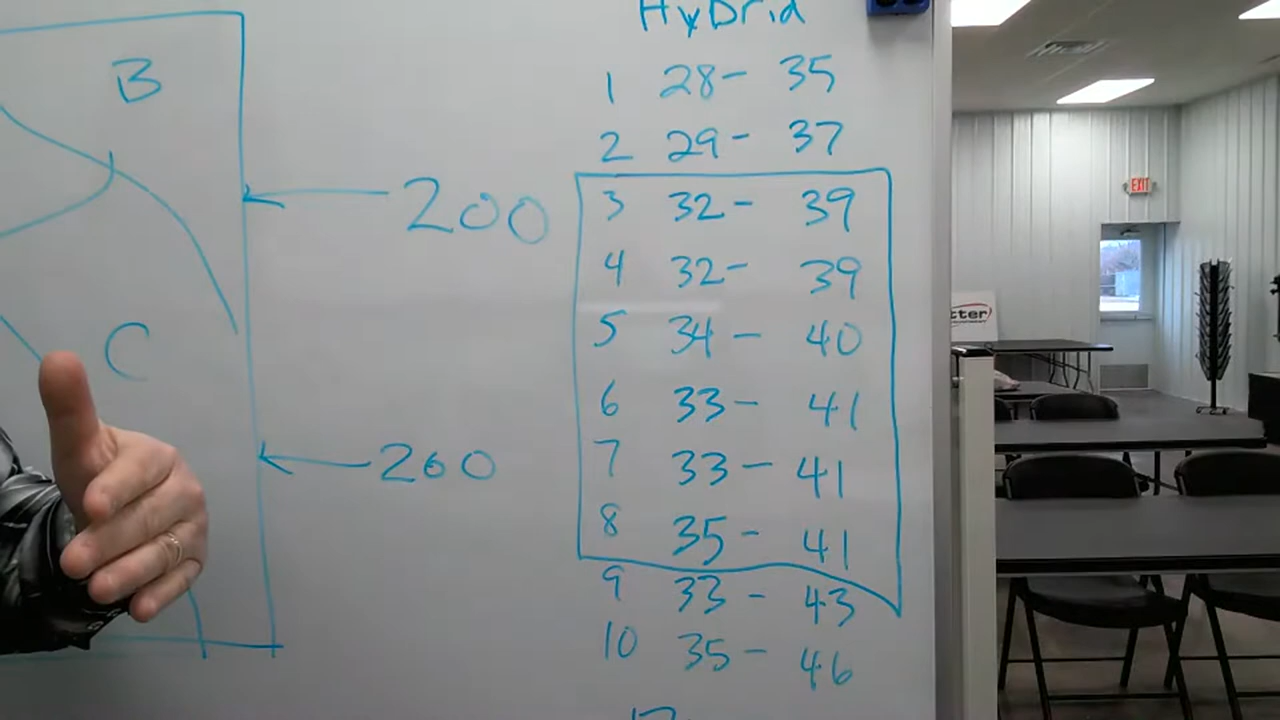 HyBrid
B
1 28- 35
2 29- 37
200
3 32- 39
4 32- 39
5 34- 40
C
6 33- 41
260
7 33- 41
8 35- 41
9 33- 43
10 35- 46
EXIT
tter